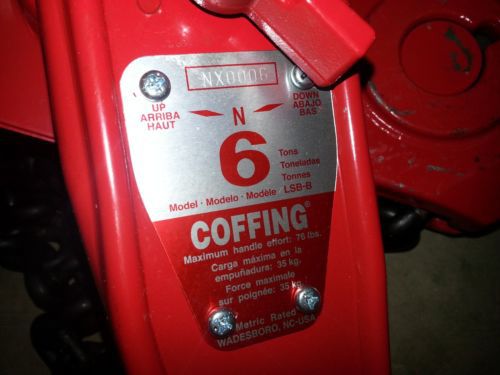 NX0006
UP
ARRIBA
HAUT
DOWN
ABAJO
BAS
N
6
Tons
Toneladas
Tonnes
Model · Modelo · Modèle LSB-B
COFFING®
Maximum handle effort: 76 lbs.
Carga máxima en la
empuñadura: 35 kg.
Force maximale
sur poignée: 35 kg.
Metric Rated
WADESBORO, NC-USA